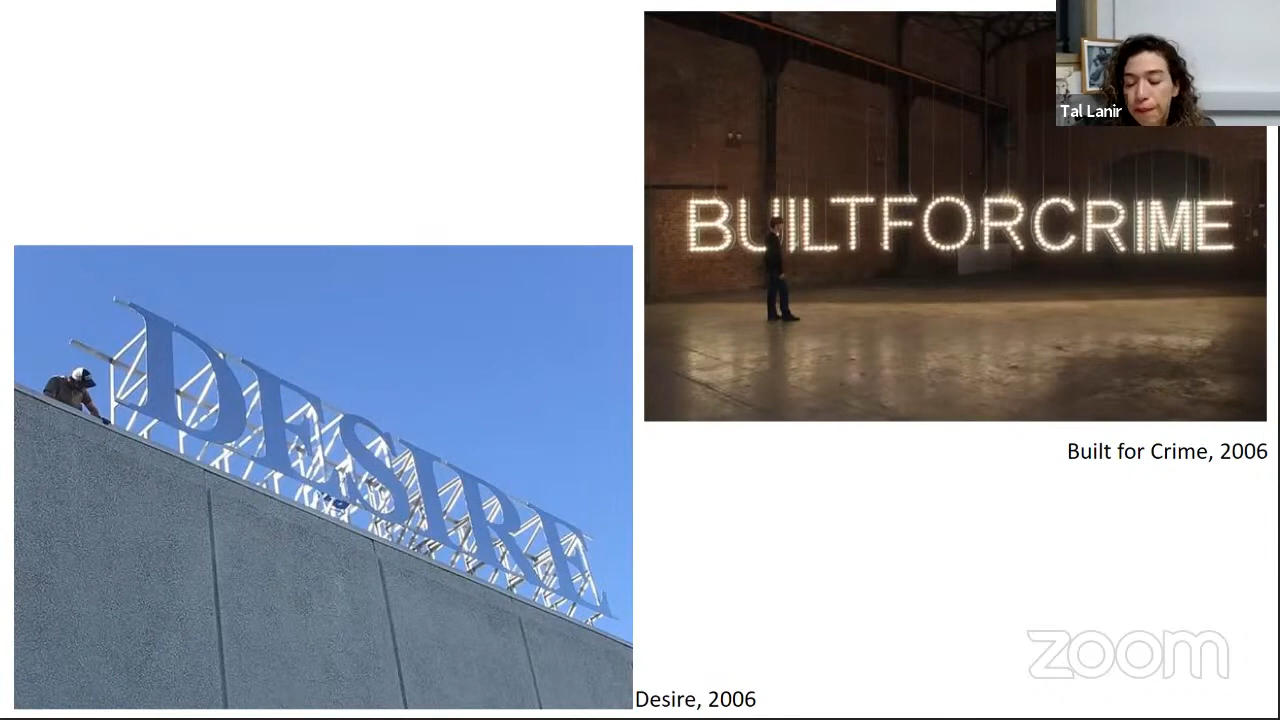 Tal Lanir
BUILTFORCRIME
Built for Crime, 2006
DESIRE
Desire, 2006
zoom